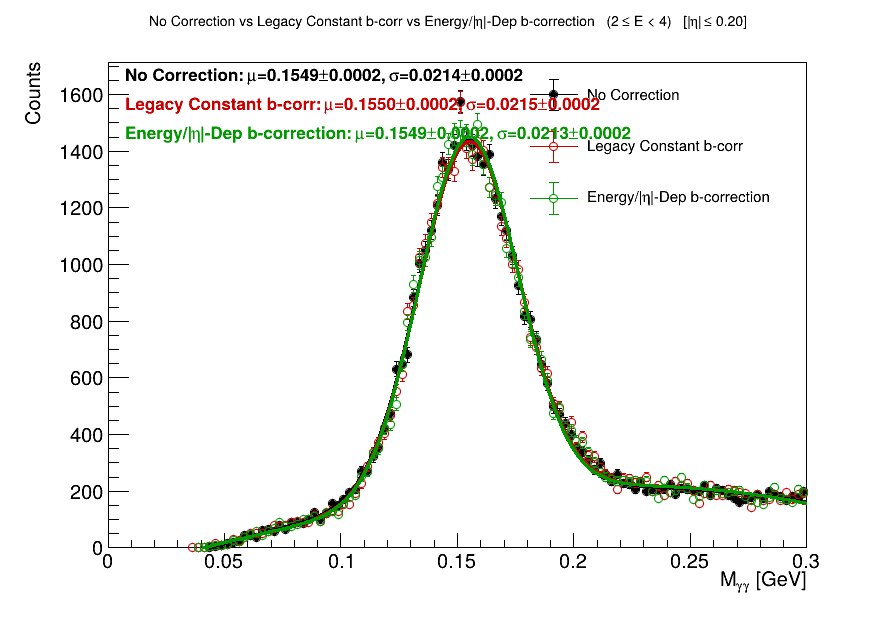 No Correction vs Legacy Constant b-corr vs Energy/|η|-Dep b-correction (2 ≤ E < 4) [|η| ≤ 0.20]
Counts
No Correction: μ=0.1549±0.0002, σ=0.0214±0.0002
Legacy Constant b-corr: μ=0.1550±0.0002, σ=0.0215±0.0002
Energy/|η|-Dep b-correction: μ=0.1549±0.0002, σ=0.0213±0.0002
No Correction
Legacy Constant b-corr
Energy/|η|-Dep b-correction
1600
1400
1200
1000
800
600
400
200
0
0 0.05 0.1 0.15 0.2 0.25 0.3
Mγγ [GeV]